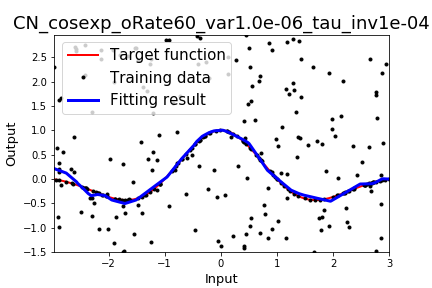 CN_cosexp_oRate60_var1.0e-06_tau_inv1e-04
Target function
Training data
Fitting result
2.5
2.0
1.5
1.0
0.5
0.0
−0.5
−1.0
−1.5
Output
−2
−1
0
1
2
3
Input